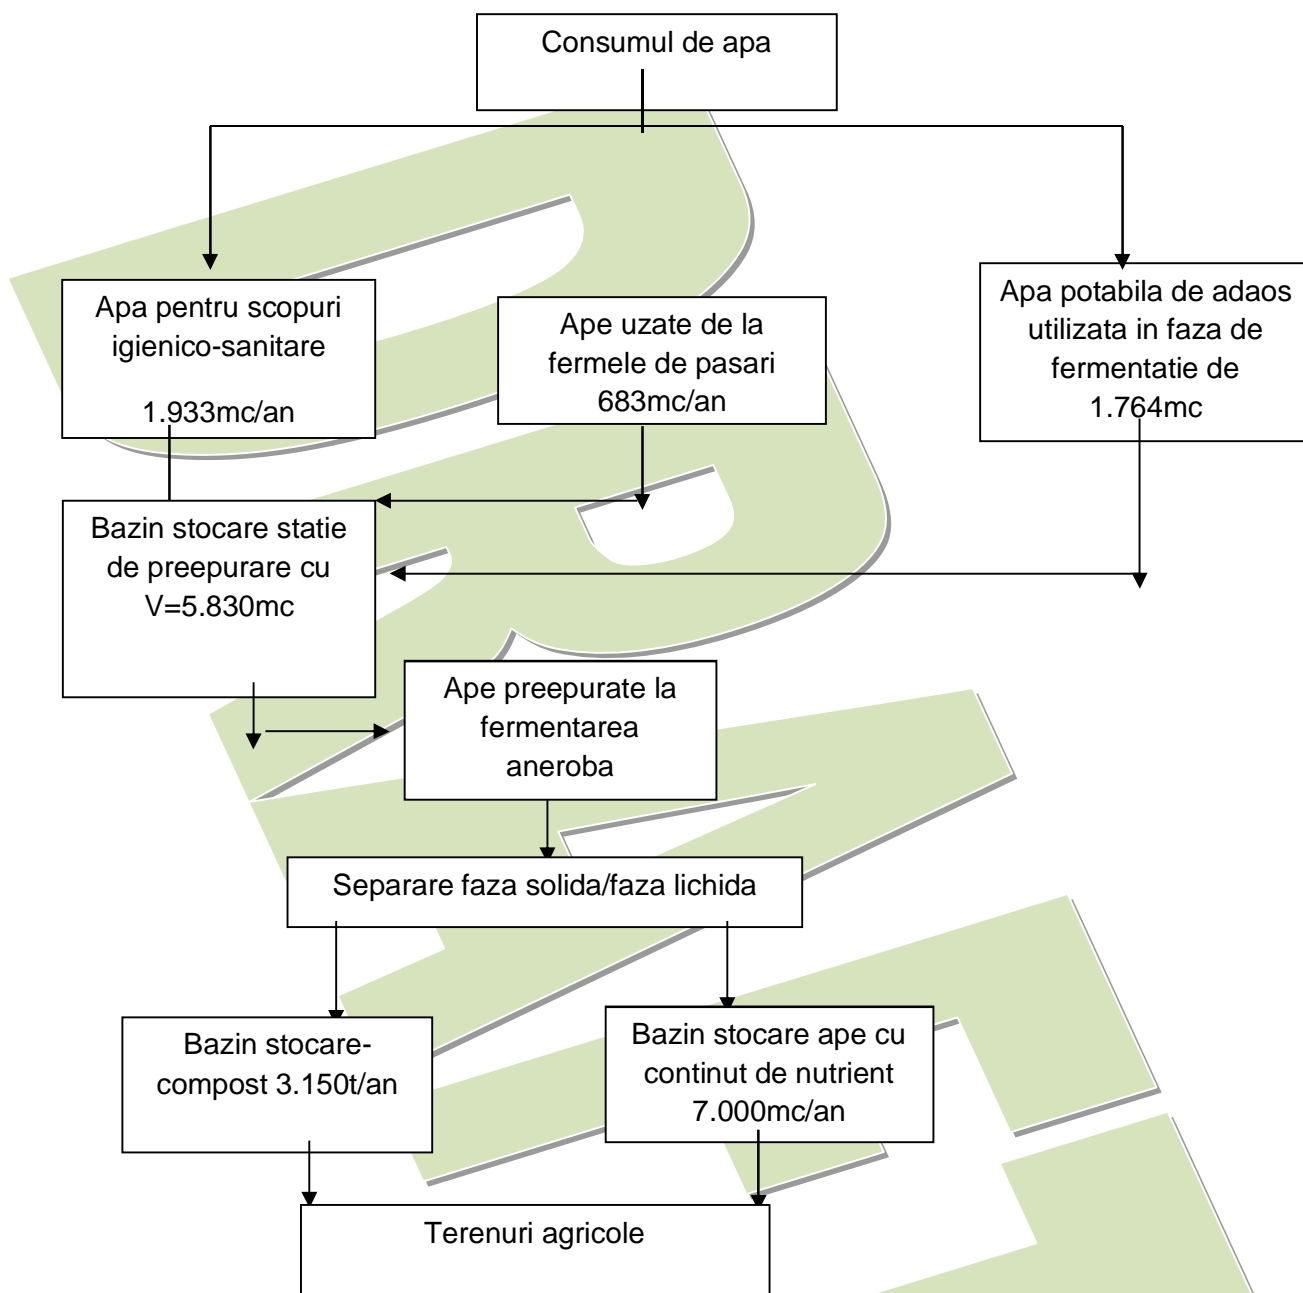 Consumul de apa
Apa pentru scopuri
igienico-sanitare
1.933mc/an
Ape uzate de la
fermele de pasari
683mc/an
Apa potabila de adaos
utilizata in faza de
fermentatie de
1.764mc
Bazin stocare statie
de preepurare cu
V=5.830mc
Ape preepurate la
fermentarea
aneroba
Separare faza solida/faza lichida
Bazin stocare-
compost 3.150t/an
Bazin stocare ape cu
continut de nutrient
7.000mc/an
Terenuri agricole